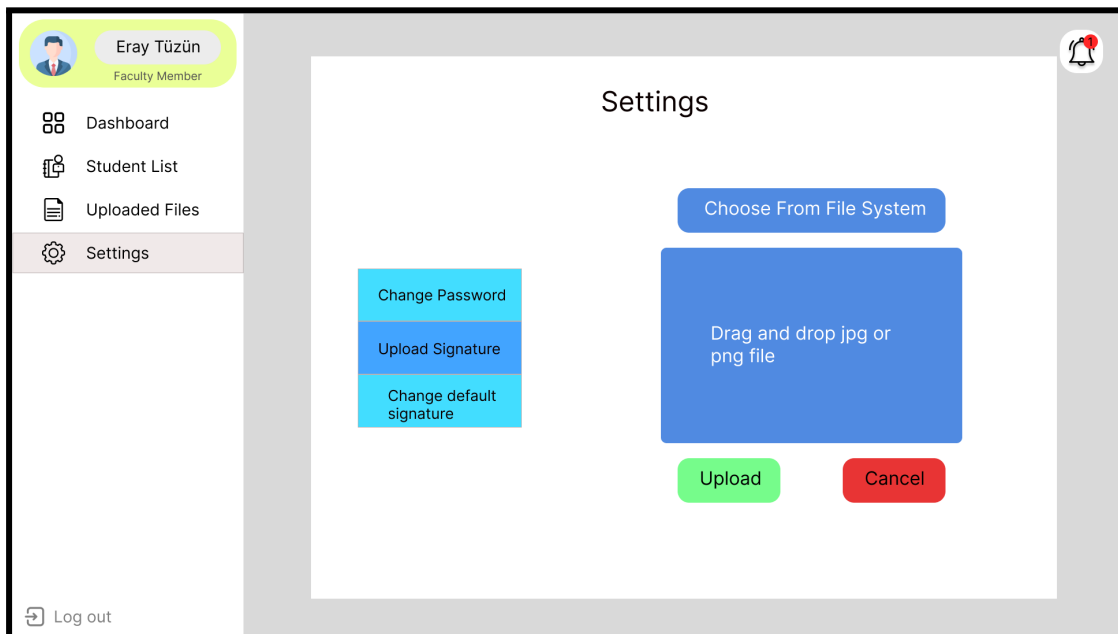 Eray Tüzün
Faculty Member
Dashboard
Student List
Uploaded Files
Settings
Log out
1
Settings
Change Password
Upload Signature
Change default
signature
Choose From File System
Drag and drop jpg or
png file
Upload
Cancel